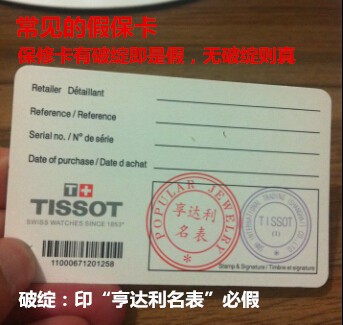 常见的假保卡
保修卡有破绽即是假，无破绽则真
Retailer Détaillant
Reference / Reference
Serial no. / N° de série
Date of purchase / Date d achat
TISSOT
SWISS WATCHES SINCE 1853
11000671201258
POPULAR JEWELRY
亨达利
名表
TISSOT
(1)
Stamp & Signature / Timbre et signature
破绽：印“亨达利名表”必假